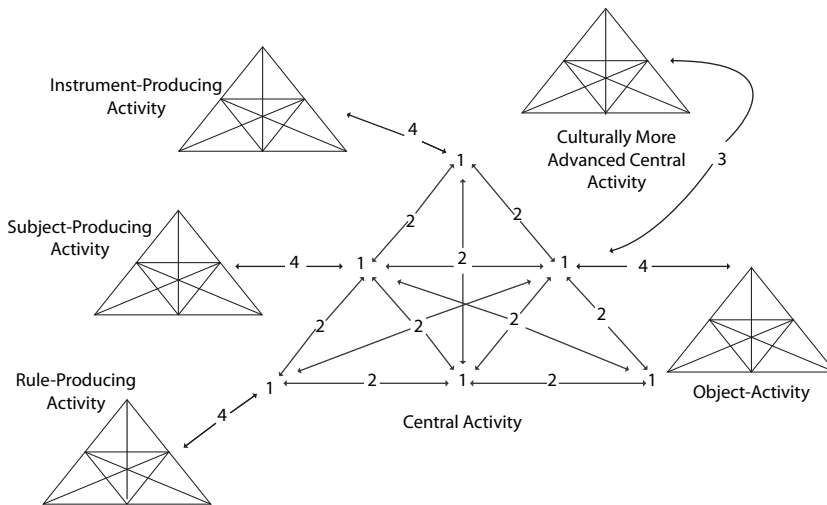 Instrument-Producing
Activity
Culturally More
Advanced Central
Activity
4
3
1
2
2
Subject-Producing
Activity
4
1
2
1
4
2
2
2
2
Rule-Producing
Activity
1
2
1
2
1
Object-Activity
4
Central Activity